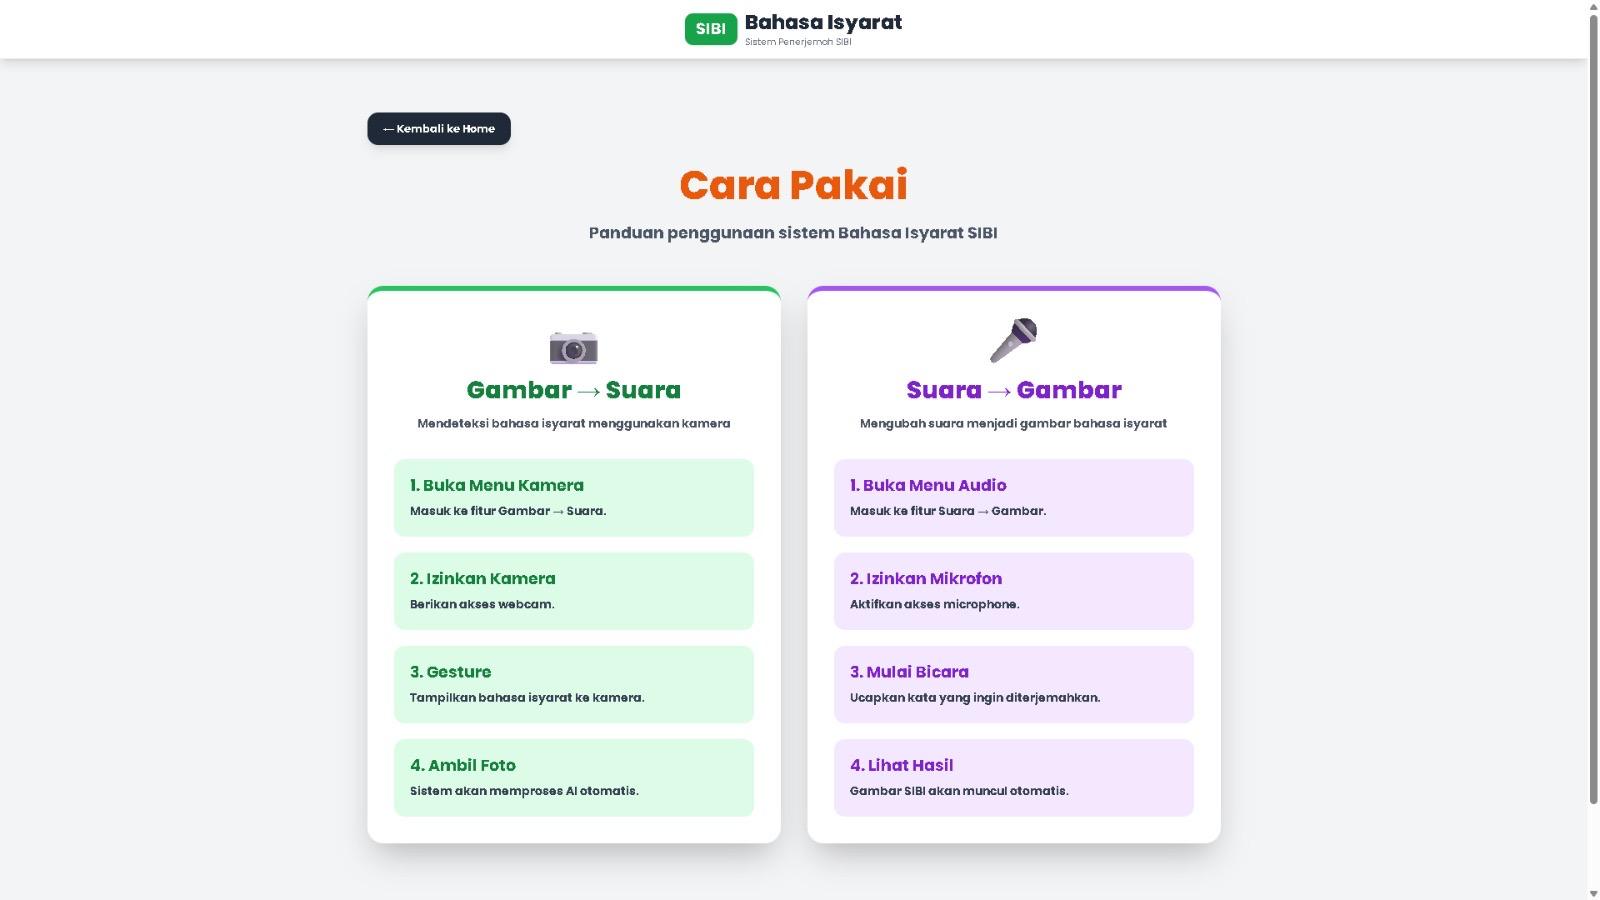 SIBI
Bahasa Isyarat
Sistem Penerjemah SIBI
← Kembali ke Home
Cara Pakai
Panduan penggunaan sistem Bahasa Isyarat SIBI
Gambar → Suara
Mendeteksi bahasa isyarat menggunakan kamera
1. Buka Menu Kamera
Masuk ke fitur Gambar → Suara.
2. Izinkan Kamera
Berikan akses webcam.
3. Gesture
Tampilkan bahasa isyarat ke kamera.
4. Ambil Foto
Sistem akan memproses AI otomatis.
Suara → Gambar
Mengubah suara menjadi gambar bahasa isyarat
1. Buka Menu Audio
Masuk ke fitur Suara → Gambar.
2. Izinkan Mikrofon
Aktifkan akses microphone.
3. Mulai Bicara
Ucapkan kata yang ingin diterjemahkan.
4. Lihat Hasil
Gambar SIBI akan muncul otomatis.